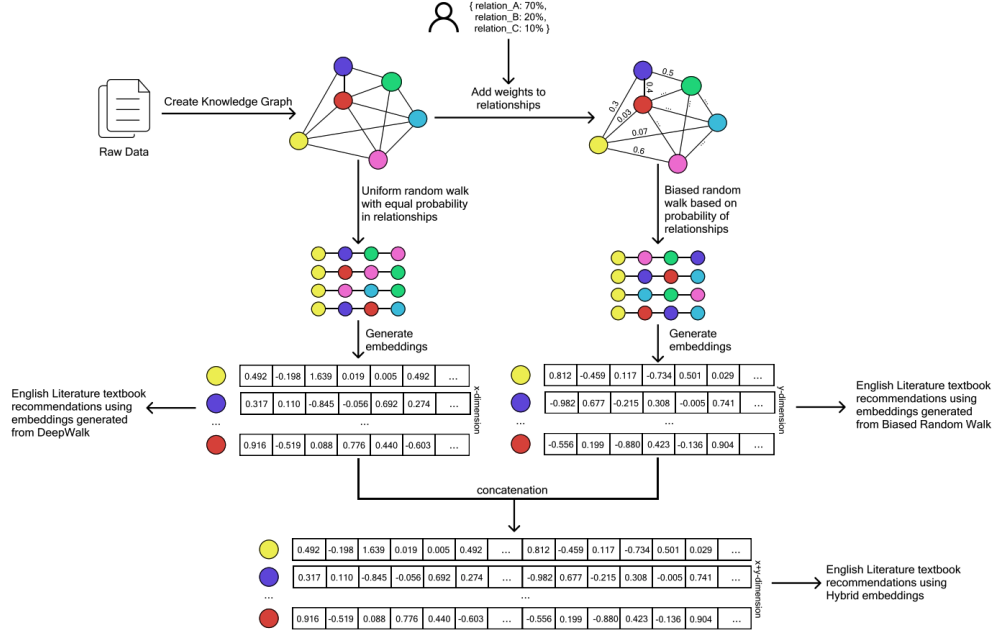 { relation_A: 70%,
relation_B: 20%,
relation_C: 10% }
Raw Data
Create Knowledge Graph
Add weights to
relationships
0.5
0.4
0.3
0.03
...
...
...
0.07
...
0.6
Uniform random walk
with equal probability
in relationships
Biased random
walk based on
probability of
relationships
Generate
embeddings
Generate
embeddings
0.492 -0.198 1.639 0.019 0.005 0.492 ...
0.317 0.110 -0.845 -0.056 0.692 0.274 ...
... ...
0.916 -0.519 0.088 0.776 0.440 -0.603 ...
x-dimension
0.812 -0.459 0.117 -0.734 0.501 0.029 ...
-0.982 0.677 -0.215 0.308 -0.005 0.741 ...
... ...
-0.556 0.199 -0.880 0.423 -0.136 0.904 ...
y-dimension
English Literature textbook
recommendations using
embeddings generated
from DeepWalk
English Literature textbook
recommendations using
embeddings generated
from Biased Random Walk
concatenation
0.492 -0.198 1.639 0.019 0.005 0.492 ... 0.812 -0.459 0.117 -0.734 0.501 0.029 ...
0.317 0.110 -0.845 -0.056 0.692 0.274 ... -0.982 0.677 -0.215 0.308 -0.005 0.741 ...
... ...
0.916 -0.519 0.088 0.776 0.440 -0.603 ... -0.556 0.199 -0.880 0.423 -0.136 0.904 ...
x+y-dimension
English Literature textbook
recommendations using
Hybrid embeddings